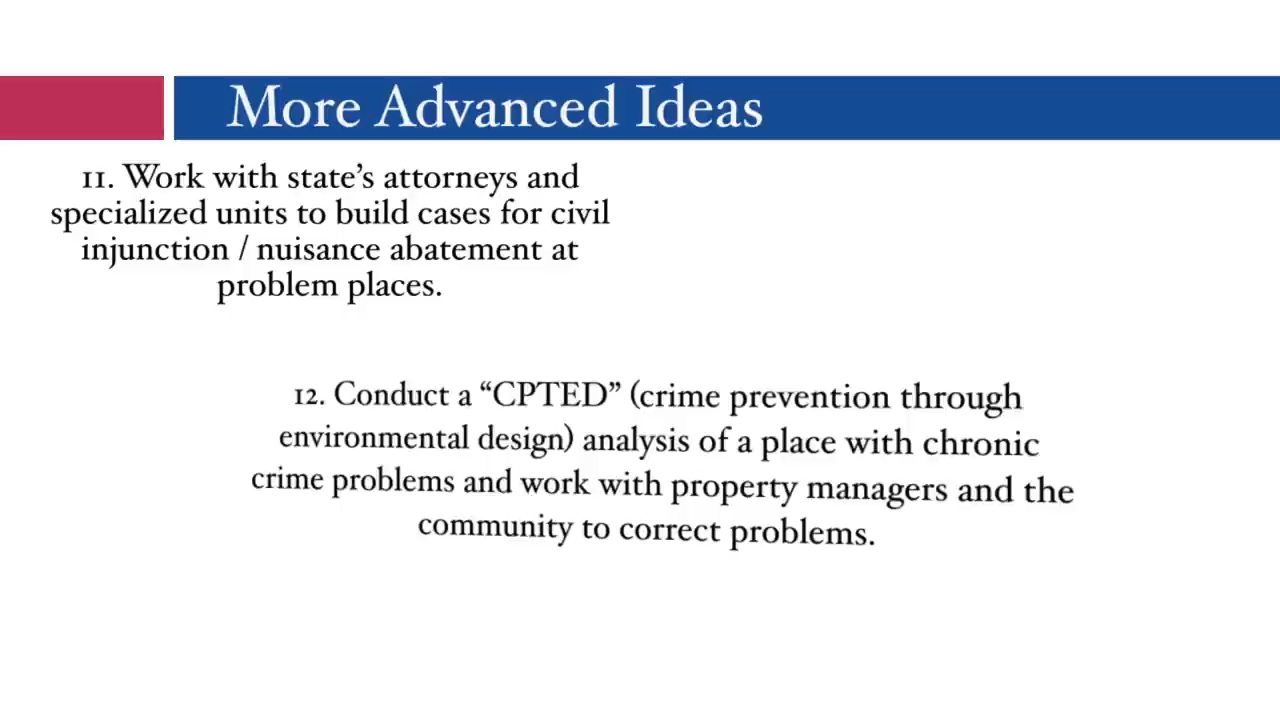 More Advanced Ideas
11. Work with state’s attorneys and
specialized units to build cases for civil
injunction / nuisance abatement at
problem places.
12. Conduct a “CPTED” (crime prevention through
environmental design) analysis of a place with chronic
crime problems and work with property managers and the
community to correct problems.